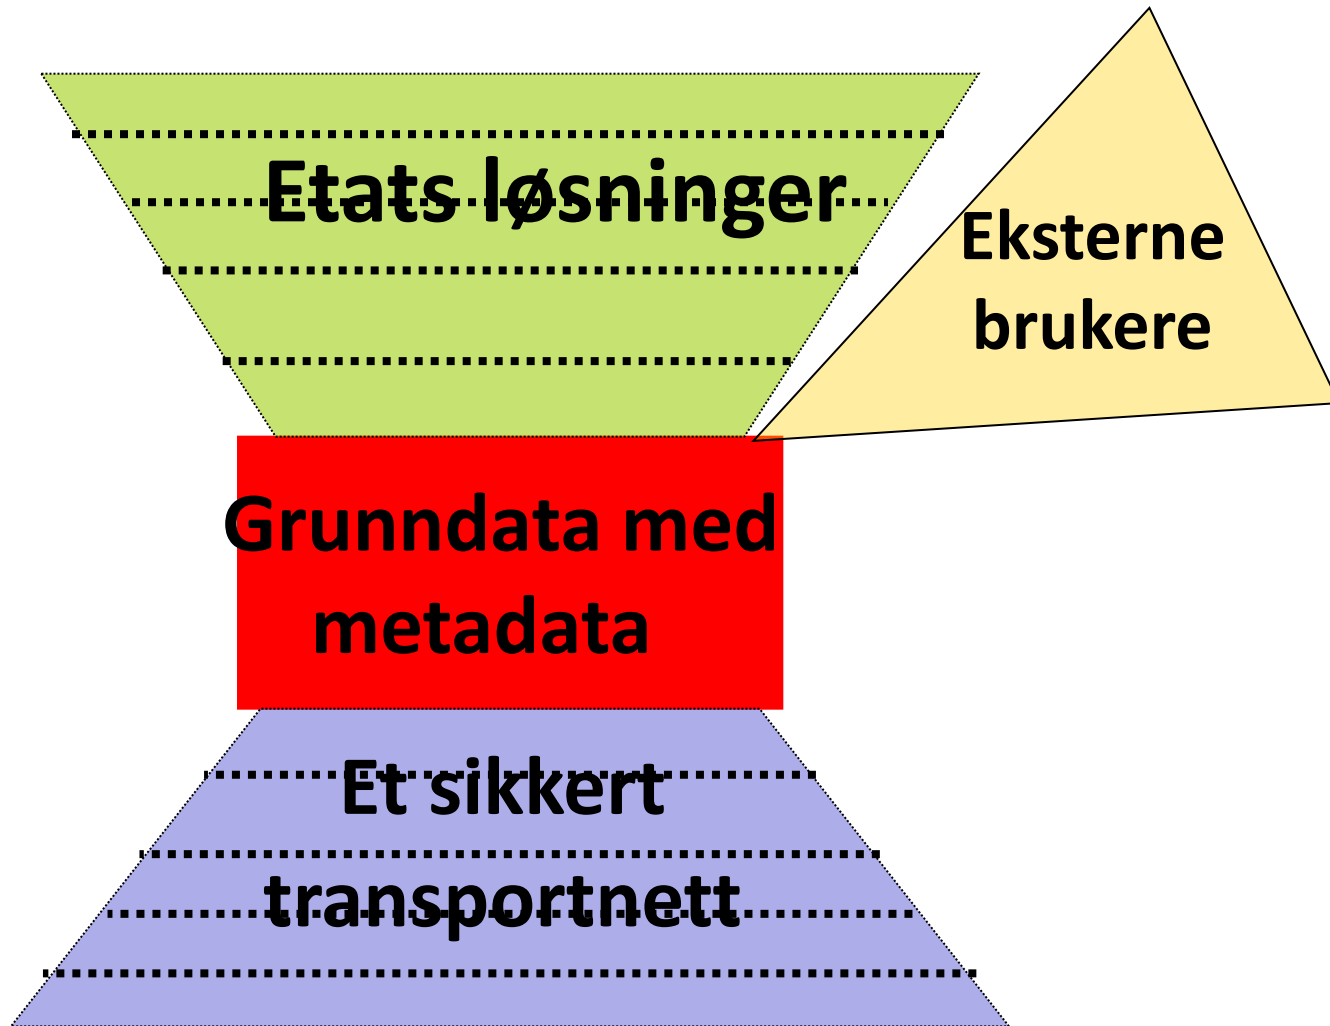 Etats løsninger
Eksterne
brukere
Grunndata med
metadata
Et sikkert
transportnett